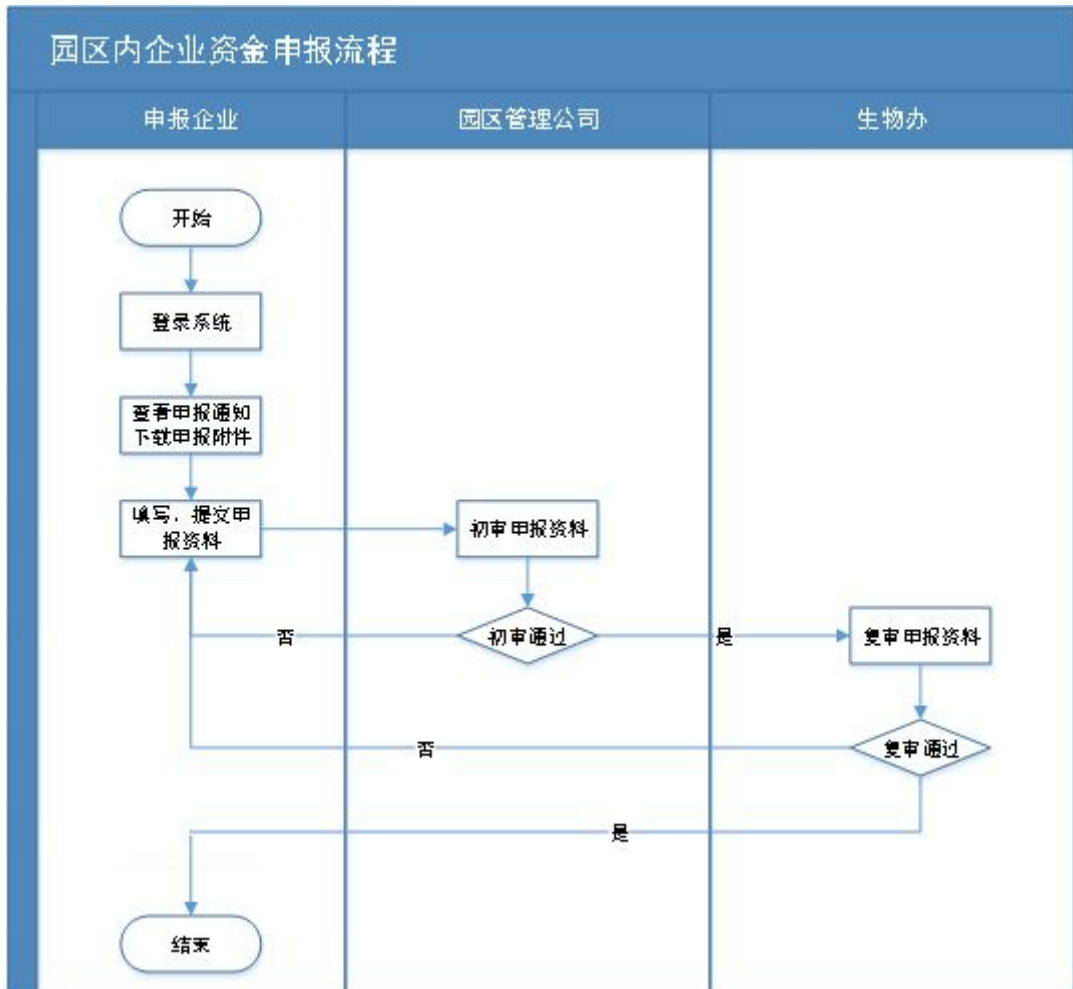 园区内企业资金申报流程
申报企业
园区管理公司
生物办
开始
登录系统
查看申报通知
下载申报附件
填写、提交申
报资料
初审申报资料
初审通过
否
是
复审申报资料
复审通过
否
是
结束